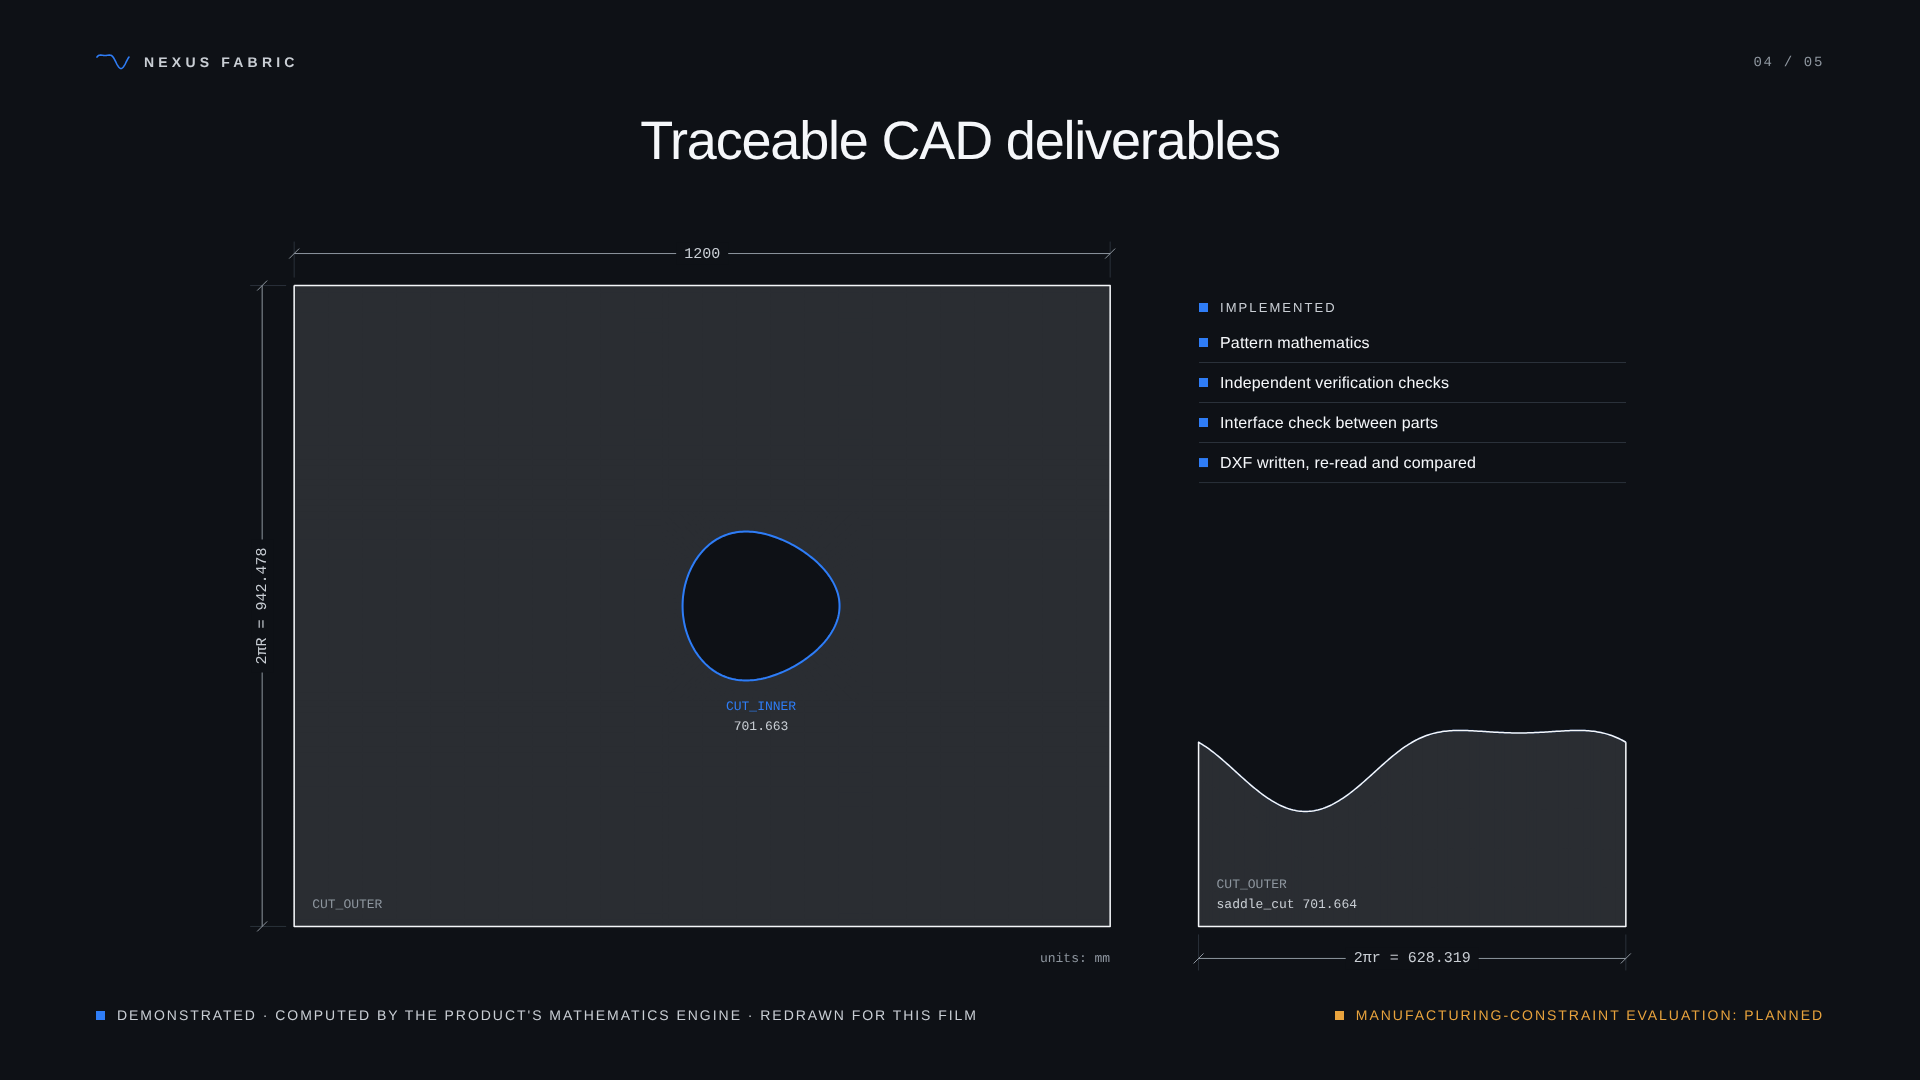 NEXUS FABRIC
04 / 05
Traceable CAD deliverables
1200
2πR = 942.478
CUT_INNER
701.663
CUT_OUTER
units: mm
IMPLEMENTED
Pattern mathematics
Independent verification checks
Interface check between parts
DXF written, re-read and compared
CUT_OUTER
saddle_cut 701.664
2πr = 628.319
DEMONSTRATED · COMPUTED BY THE PRODUCT'S MATHEMATICS ENGINE · REDRAWN FOR THIS FILM
MANUFACTURING-CONSTRAINT EVALUATION: PLANNED